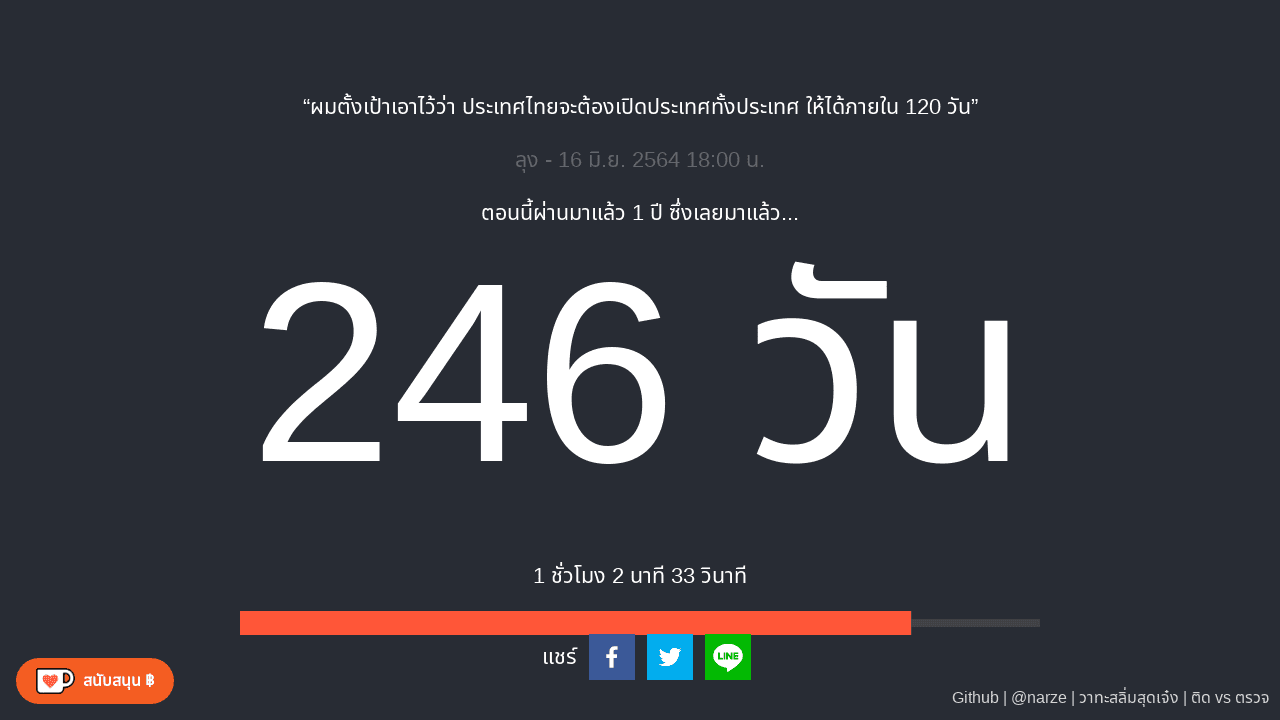 “ผมตั้งเป้าเอาไว้ว่า ประเทศไทยจะต้องเปิดประเทศทั้งประเทศ ให้ได้ภายใน 120 วัน”
ลุง - 16 มิ.ย. 2564 18:00 น.
ตอนนี้ผ่านมาแล้ว 1 ปี ซึ่งเลยมาแล้ว...
246 วัน
1 ชั่วโมง 2 นาที 33 วินาที
แชร์
LINE
สนับสนุน ฿
Github | @narze | วาทะสลิ่มสุดเจ๋ง | ติด vs ตรวจ